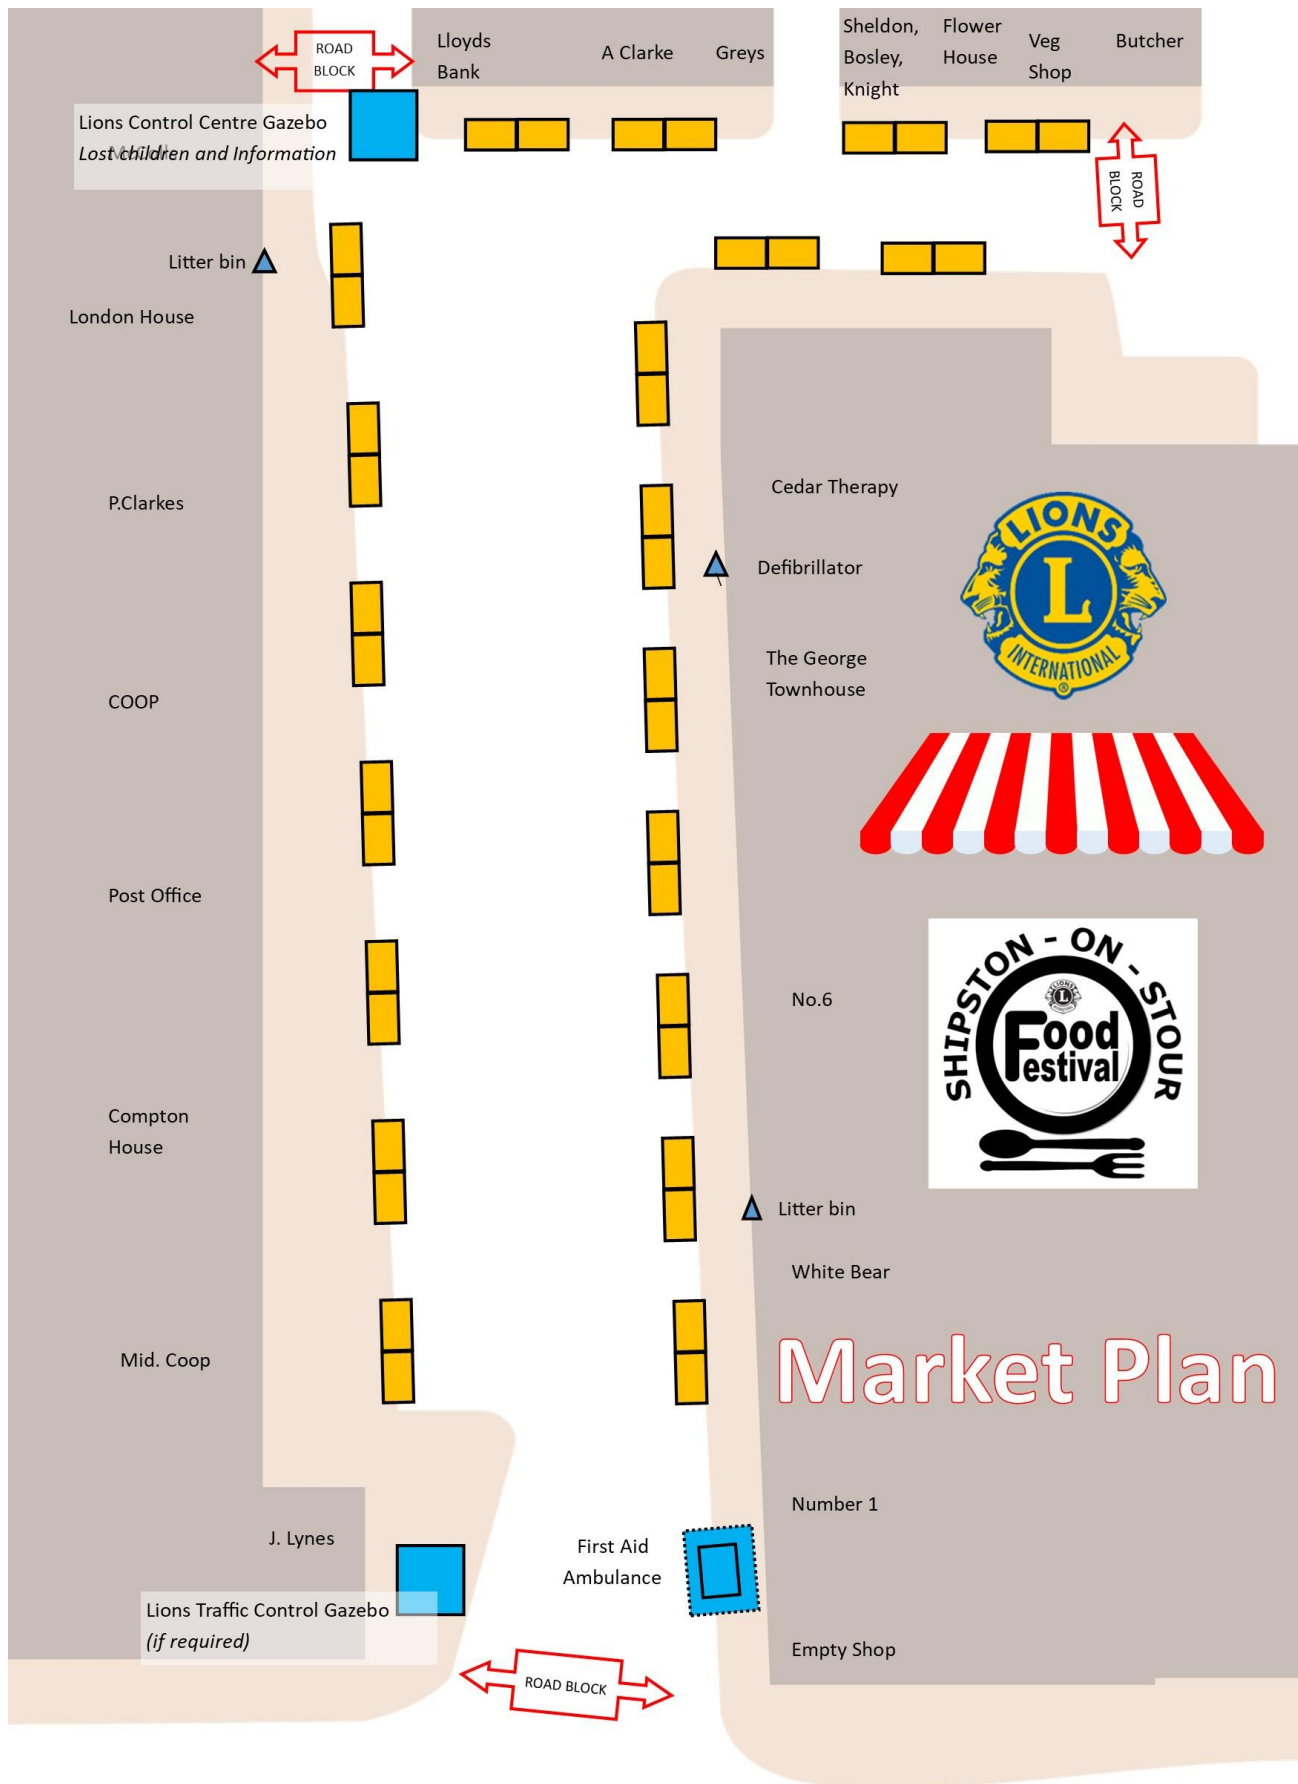 ROAD
BLOCK
Lloyds
Bank
A Clarke
Greys
Sheldon,
Bosley,
Knight
Flower
House
Veg
Shop
Butcher
Lions Control Centre Gazebo
Lost children and Information
ROAD
BLOCK
Litter bin
London House
P.Clarkes
Cedar Therapy
Defibrillator
LIONS
L
INTERNATIONAL
®
The George
Townhouse
COOP
Post Office
No.6
SHIPSTON - ON - STOUR
LIONS
L
Food
Festival
Compton
House
Litter bin
White Bear
Mid. Coop
Market Plan
Number 1
J. Lynes
First Aid
Ambulance
Lions Traffic Control Gazebo
(if required)
Empty Shop
ROAD BLOCK